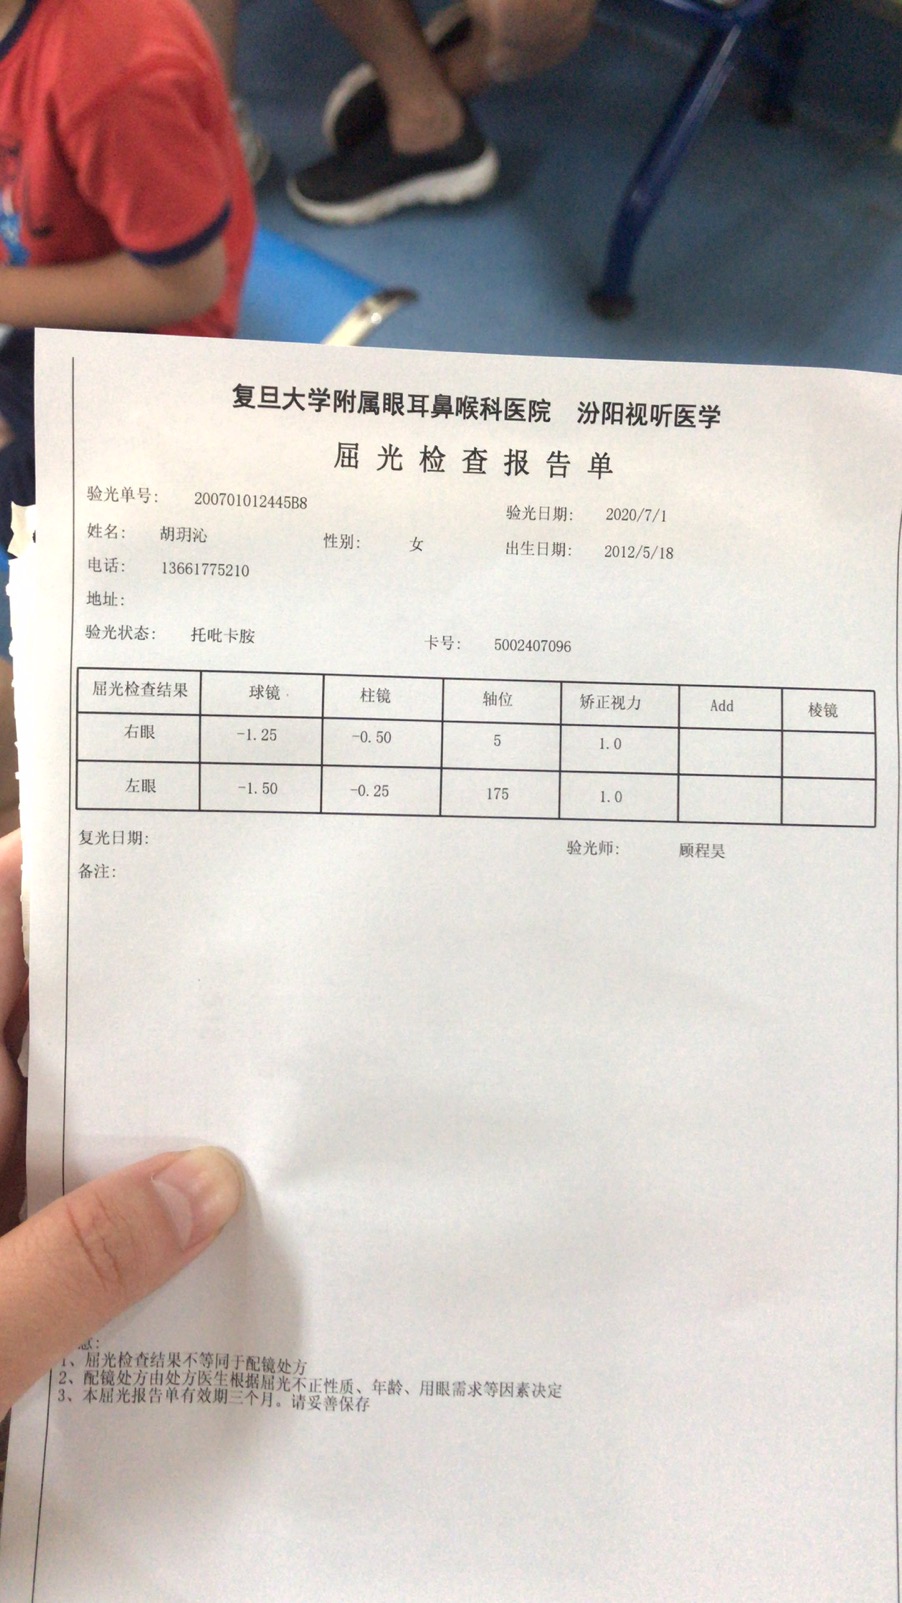 复旦大学附属眼耳鼻喉科医院 汾阳视听医学
屈光检查报告单
验光单号: 200701012445B8 验光日期: 2020/7/1
姓名: 胡玥沁 性别: 女 出生日期: 2012/5/18
电话: 13661775210
地址:
验光状态: 托吡卡胺 卡号: 5002407096
屈光检查结果 球镜 柱镜 轴位 矫正视力 Add 棱镜
右眼 -1.25 -0.50 5 1.0
左眼 -1.50 -0.25 175 1.0
复光日期: 验光师: 顾程昊
备注:
意:
1、屈光检查结果不等同于配镜处方
2、配镜处方由处方医生根据屈光不正性质、年龄、用眼需求等因素决定
3、本屈光报告单有效期三个月。请妥善保存